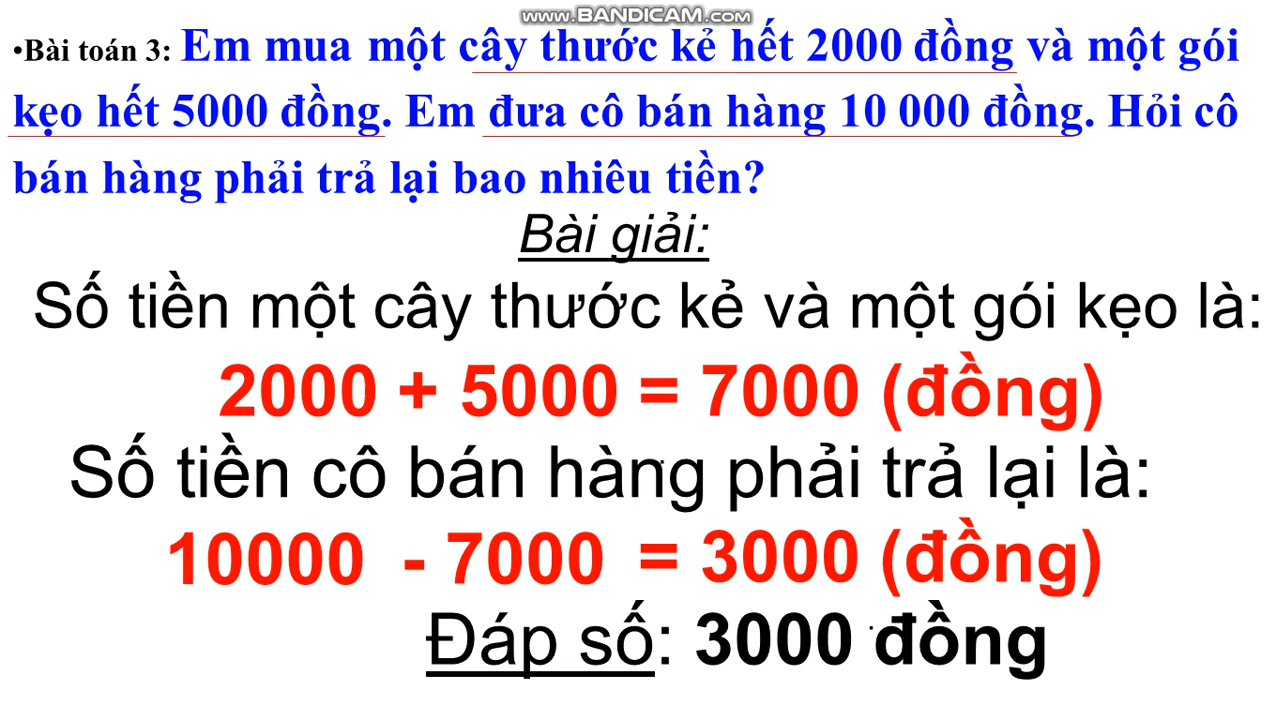 www.BANDICAM.com
•Bài toán 3: Em mua một cây thước kẻ hết 2000 đồng và một gói
kẹo hết 5000 đồng. Em đưa cô bán hàng 10 000 đồng. Hỏi cô
bán hàng phải trả lại bao nhiêu tiền?
Bài giải:
Số tiền một cây thước kẻ và một gói kẹo là:
2000 + 5000 = 7000 (đồng)
Số tiền cô bán hàng phải trả lại là:
10000 - 7000 = 3000 (đồng)
Đáp số: 3000 đồng